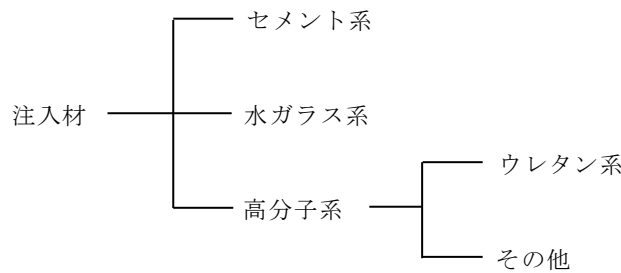 セメント系
注入材
水ガラス系
ウレタン系
高分子系
その他